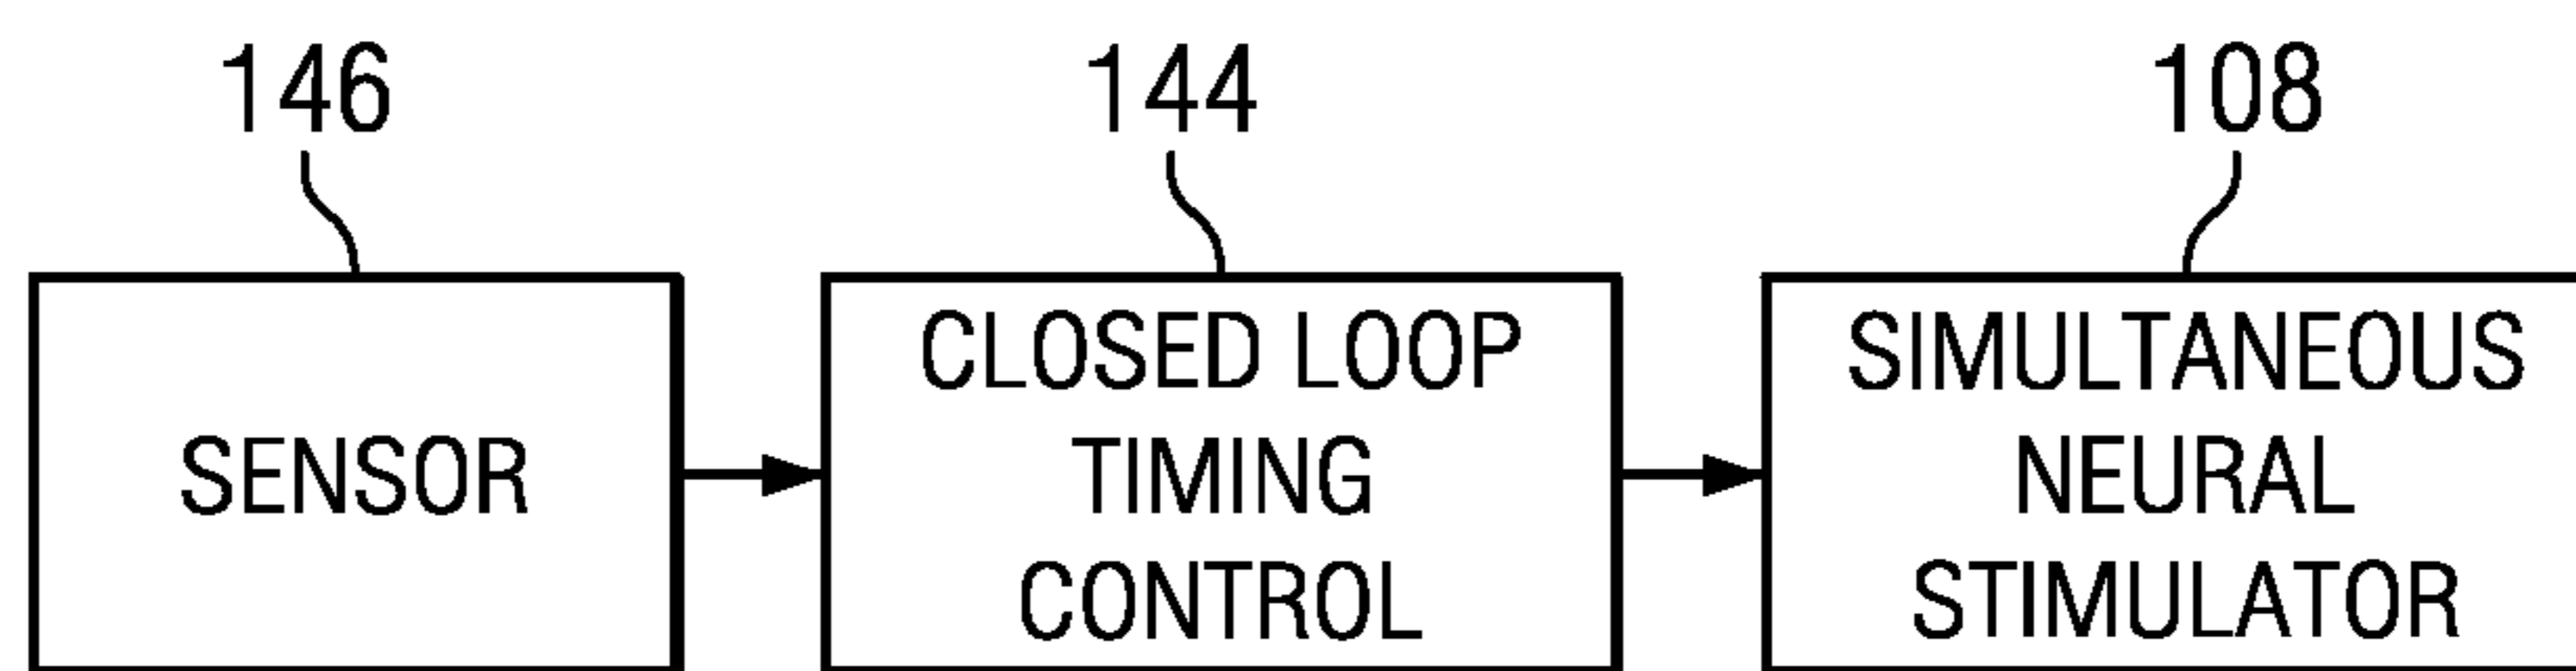 146
144
108
SENSOR
CLOSED LOOP
TIMING
CONTROL
SIMULTANEOUS
NEURAL
STIMULATOR